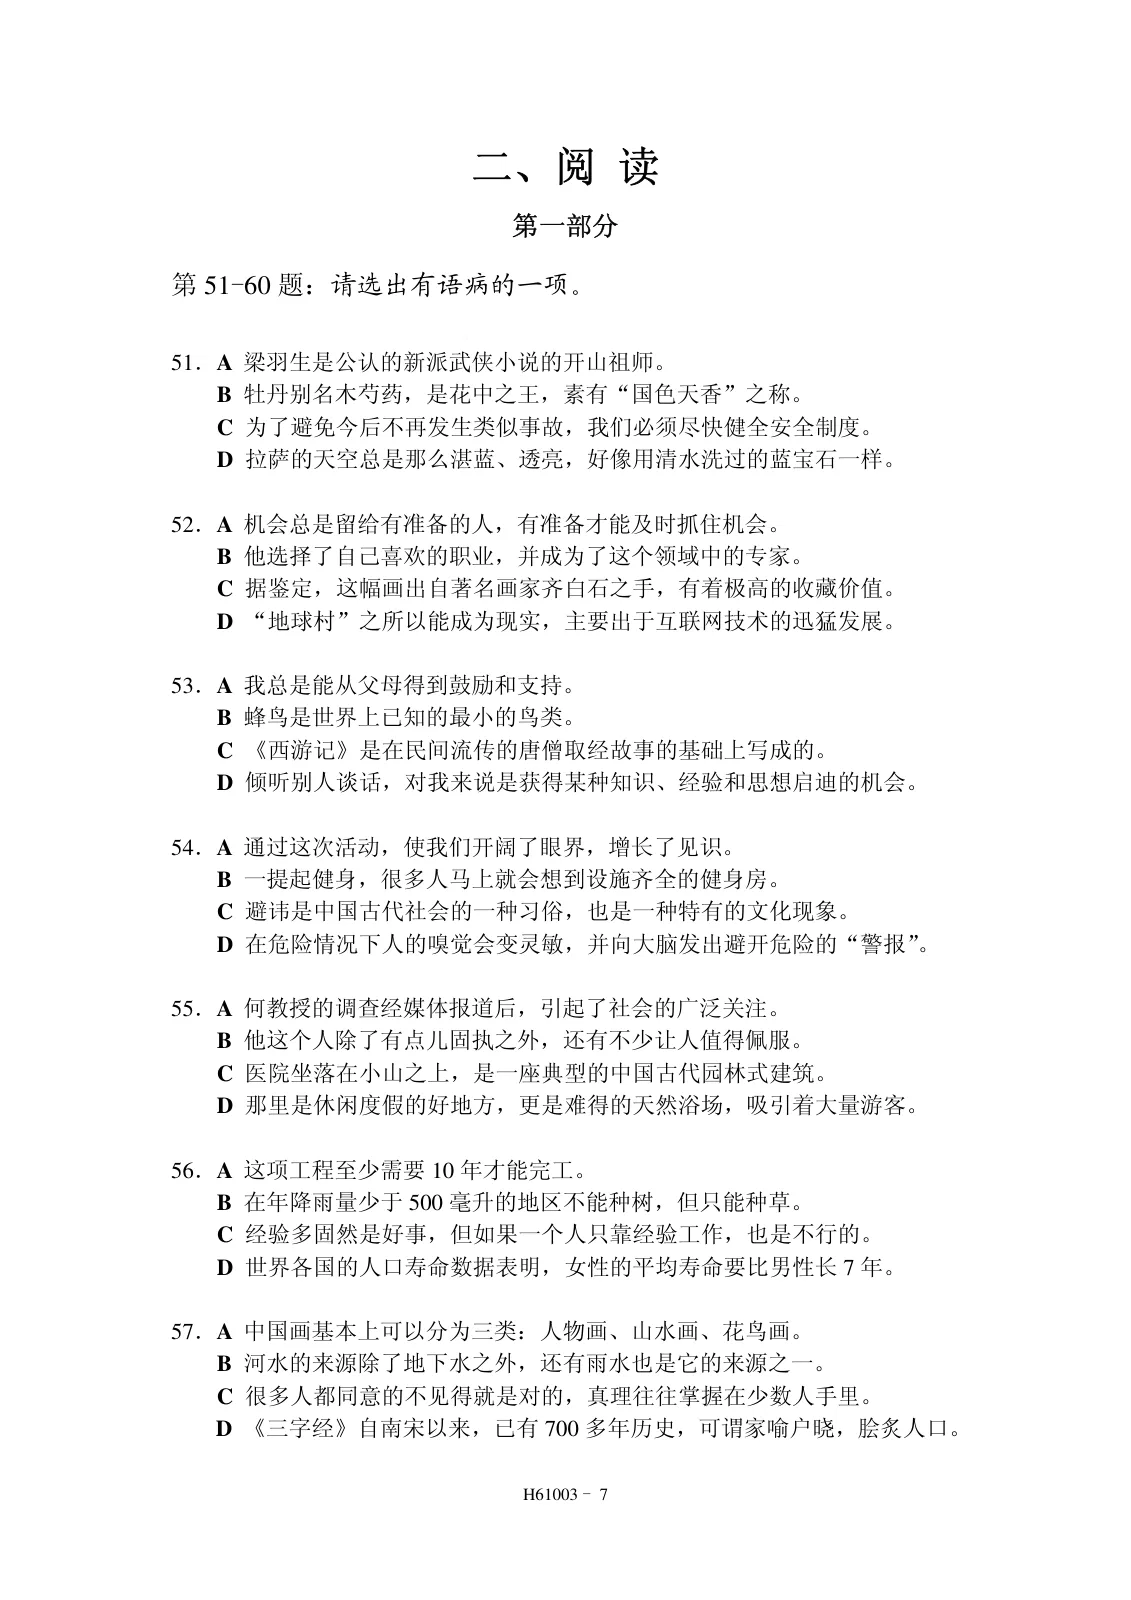 二、阅 读
第一部分
第 51-60 题：请选出有语病的一项。
51．A 梁羽生是公认的新派武侠小说的开山祖师。
B 牡丹别名木芍药，是花中之王，素有“国色天香”之称。
C 为了避免今后不再发生类似事故，我们必须尽快健全安全制度。
D 拉萨的天空总是那么湛蓝、透亮，好像用清水洗过的蓝宝石一样。
52．A 机会总是留给有准备的人，有准备才能及时抓住机会。
B 他选择了自己喜欢的职业，并成为了这个领域中的专家。
C 据鉴定，这幅画出自著名画家齐白石之手，有着极高的收藏价值。
D “地球村”之所以能成为现实，主要出于互联网技术的迅猛发展。
53．A 我总是能从父母得到鼓励和支持。
B 蜂鸟是世界上已知的最小的鸟类。
C 《西游记》是在民间流传的唐僧取经故事的基础上写成的。
D 倾听别人谈话，对我来说是获得某种知识、经验和思想启迪的机会。
54．A 通过这次活动，使我们开阔了眼界，增长了见识。
B 一提起健身，很多人马上就会想到设施齐全的健身房。
C 避讳是中国古代社会的一种习俗，也是一种特有的文化现象。
D 在危险情况下人的嗅觉会变灵敏，并向大脑发出避开危险的“警报”。
55．A 何教授的调查经媒体报道后，引起了社会的广泛关注。
B 他这个人除了有点儿固执之外，还有不少让人值得佩服。
C 医院坐落在小山之上，是一座典型的中国古代园林式建筑。
D 那里是休闲度假的好地方，更是难得的天然浴场，吸引着大量游客。
56．A 这项工程至少需要 10 年才能完工。
B 在年降雨量少于 500 毫升的地区不能种树，但只能种草。
C 经验多固然是好事，但如果一个人只靠经验工作，也是不行的。
D 世界各国的人口寿命数据表明，女性的平均寿命要比男性长 7 年。
57．A 中国画基本上可以分为三类：人物画、山水画、花鸟画。
B 河水的来源除了地下水之外，还有雨水也是它的来源之一。
C 很多人都同意的不见得就是对的，真理往往掌握在少数人手里。
D 《三字经》自南宋以来，已有 700 多年历史，可谓家喻户晓，脍炙人口。
H61003﹣ 7